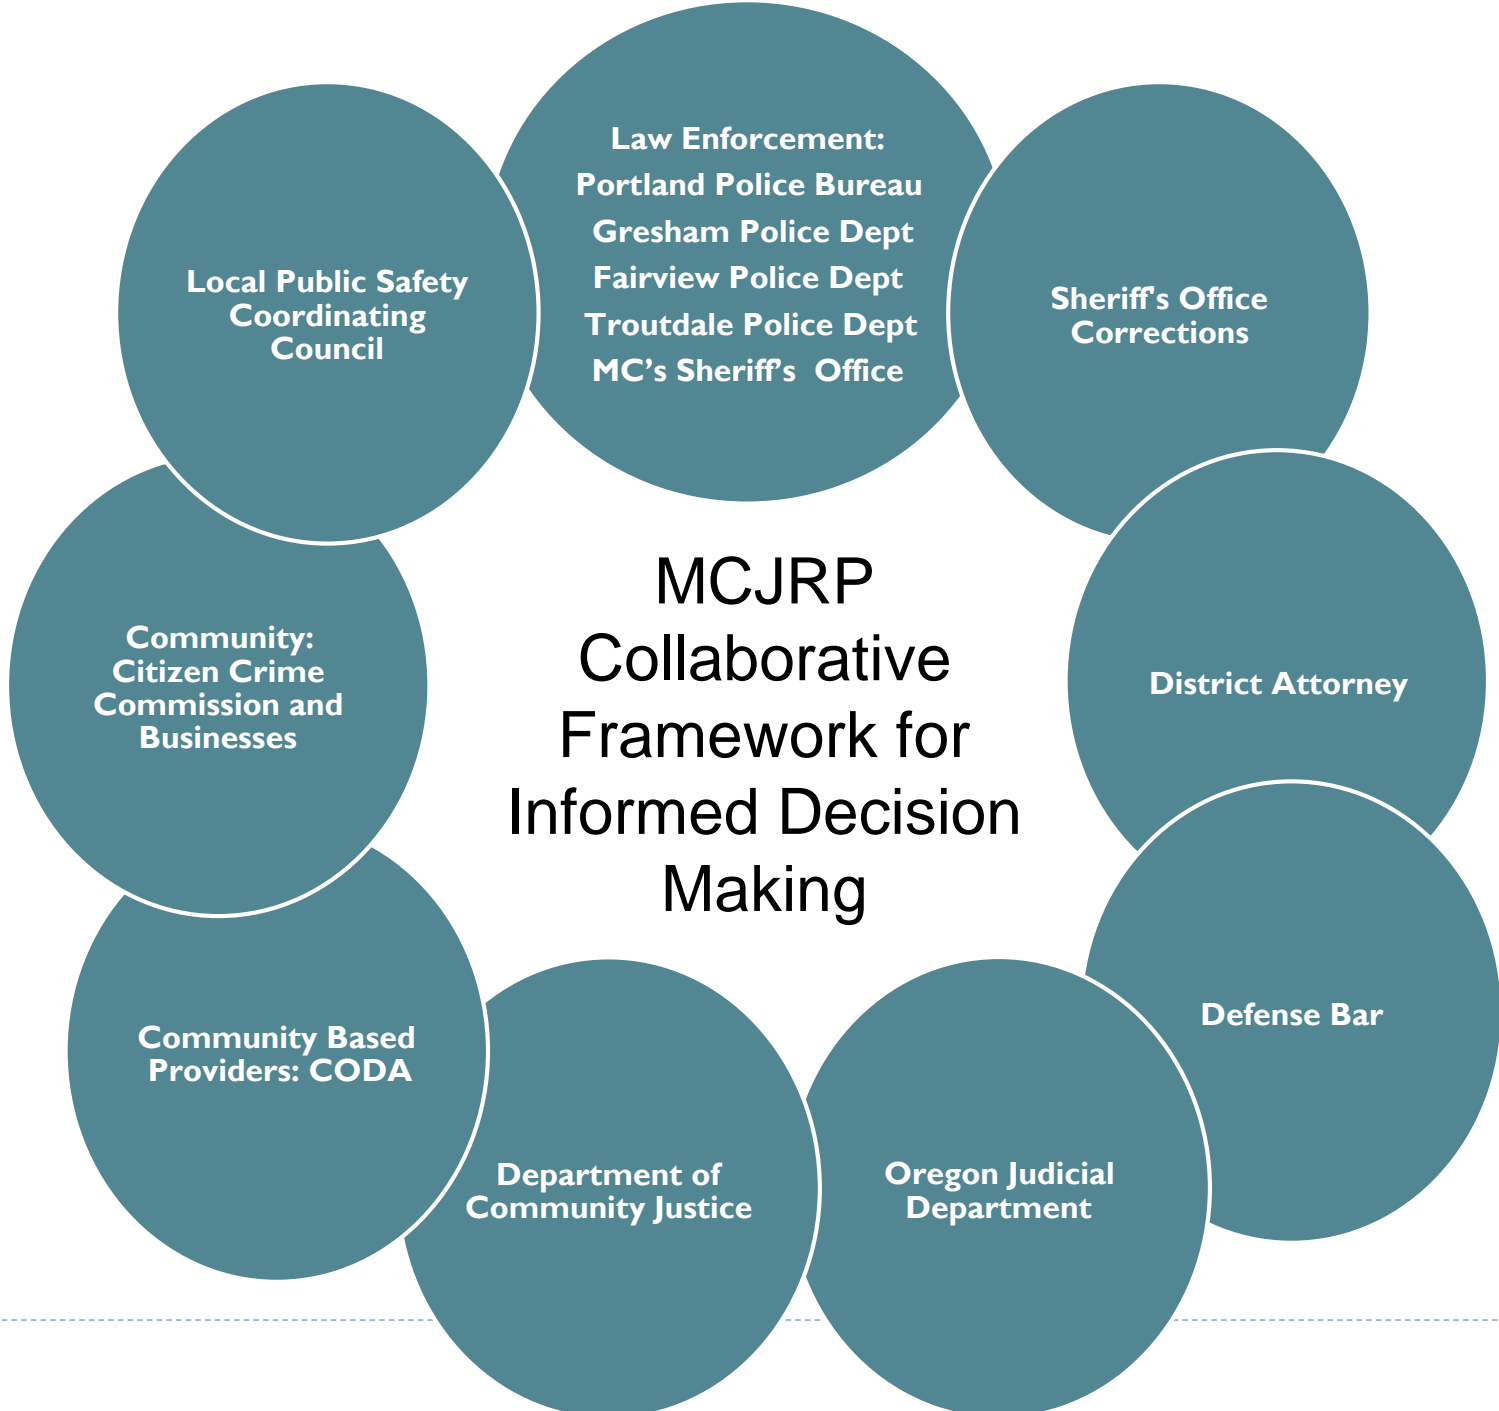 Law Enforcement:
Portland Police Bureau
Gresham Police Dept
Fairview Police Dept
Troutdale Police Dept
MC’s Sheriff's  Office
Sheriff's Office
Corrections
District Attorney
Defense Bar
Oregon Judicial
Department
Department of
Community Justice
Community Based
Providers: CODA
Community:
Citizen Crime
Commission and
Businesses
Local Public Safety
Coordinating
Council
MCJRP
Collaborative
Framework for
Informed Decision
Making